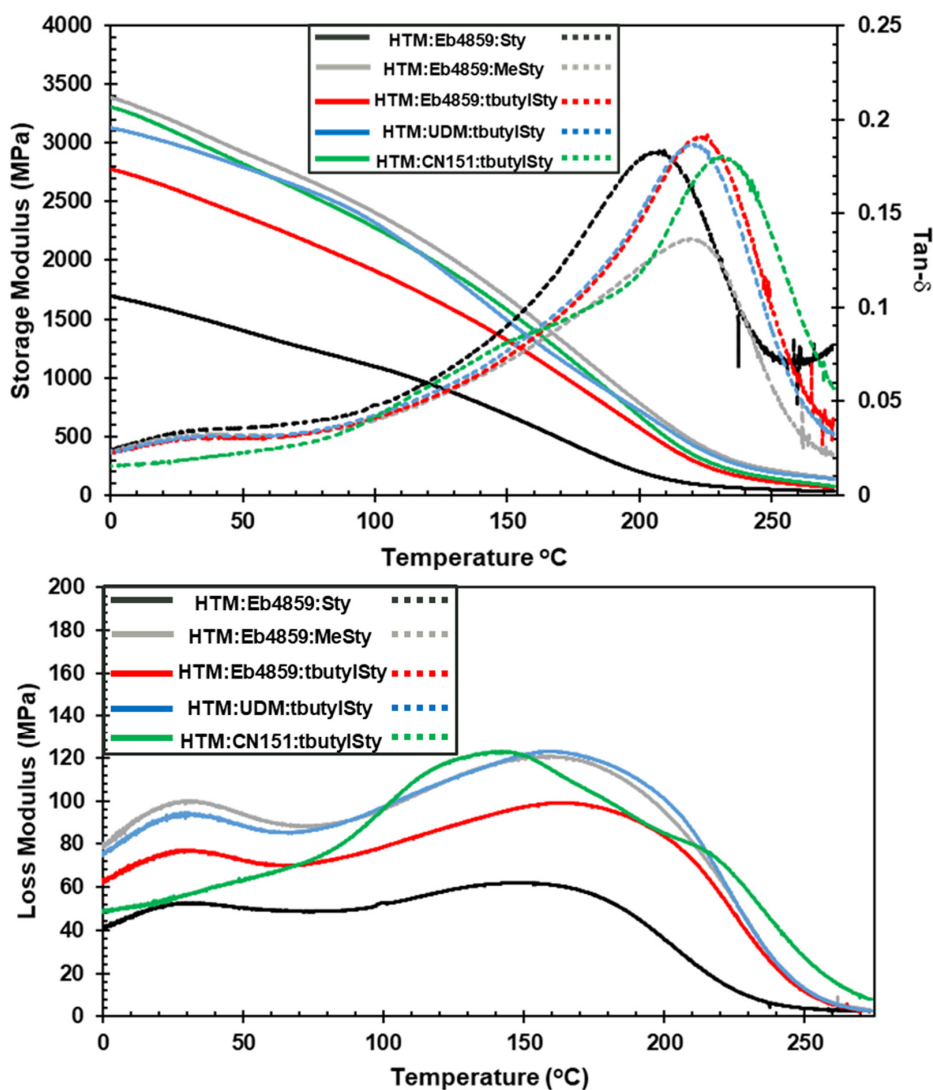 4000
3500
3000
2500
2000
1500
1000
500
0
Storage Modulus (MPa)
HTM:Eb4859:Sty
HTM:Eb4859:MeSty
HTM:Eb4859:tbutylSty
HTM:UDM:tbutylSty
HTM:CN151:tbutylSty
0.25
0.2
0.15
0.1
0.05
0
Tan-δ
0 50 100 150 200 250
Temperature ºC
200
180
160
140
120
100
80
60
40
20
0
Loss Modulus (MPa)
HTM:Eb4859:Sty
HTM:Eb4859:MeSty
HTM:Eb4859:tbutylSty
HTM:UDM:tbutylSty
HTM:CN151:tbutylSty
0 50 100 150 200 250
Temperature (ºC)